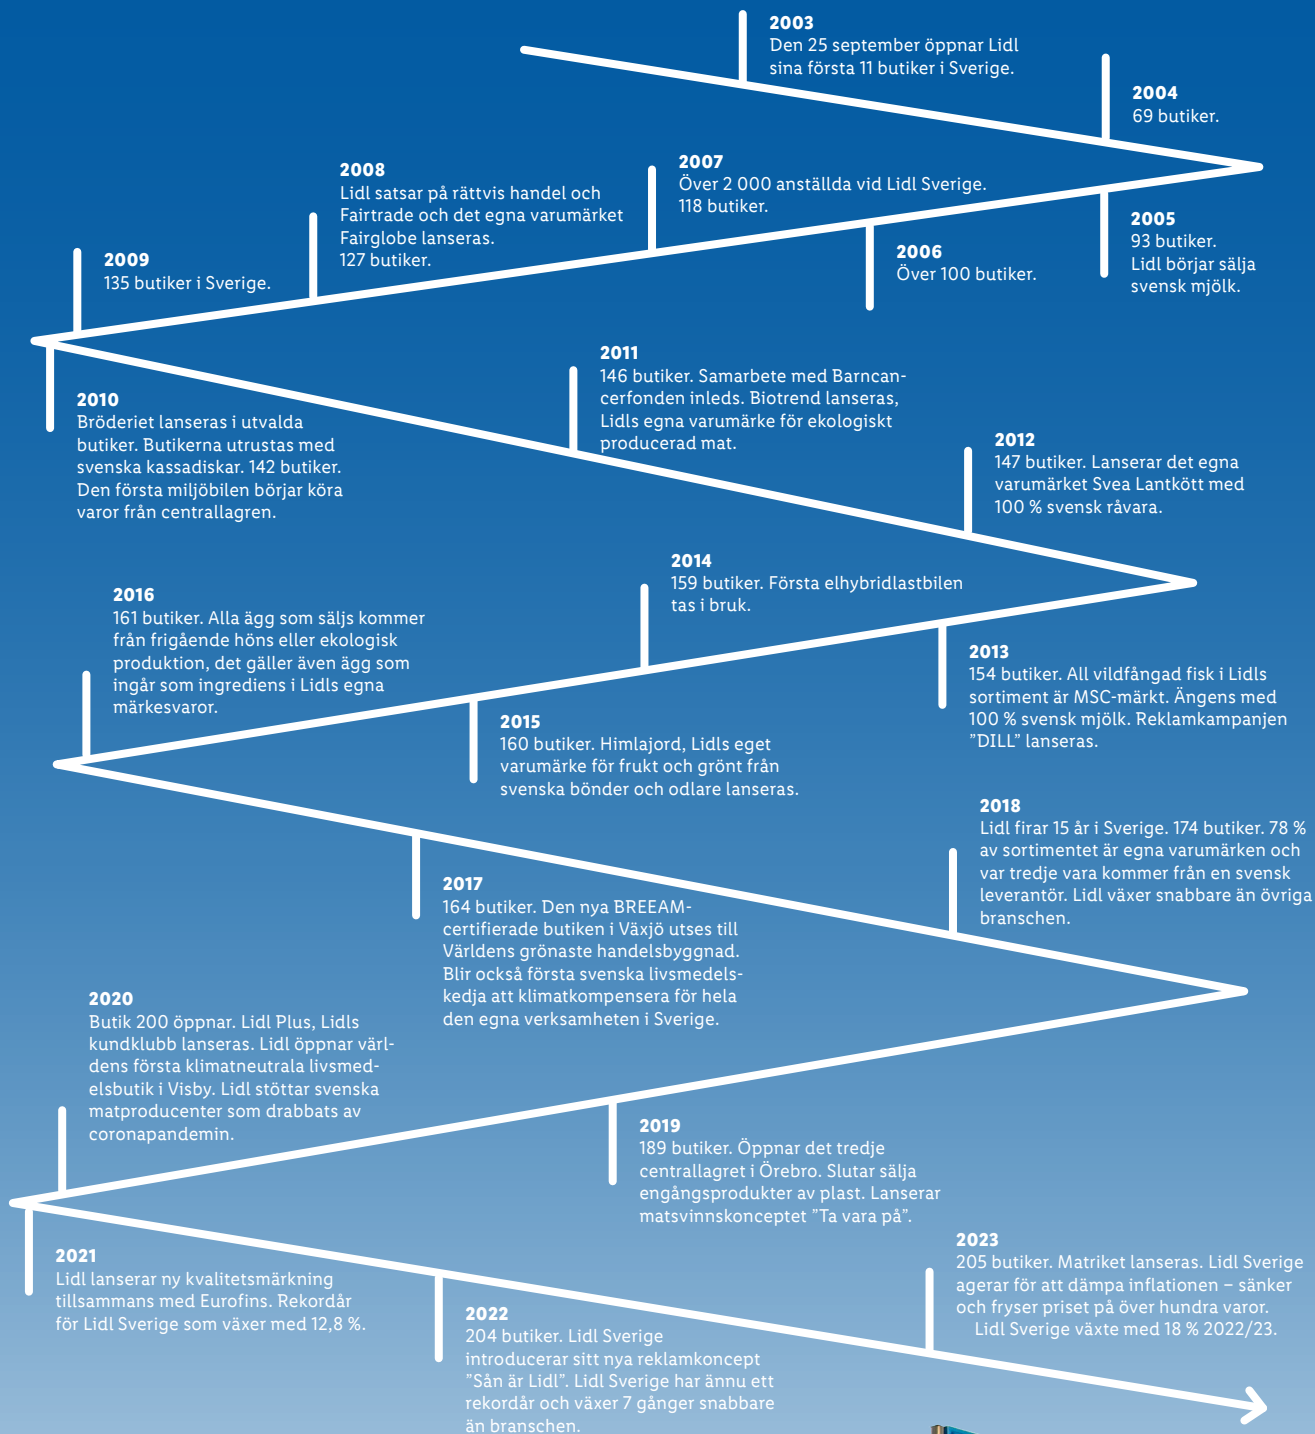 2003
Den 25 september öppnar Lidl
sina första 11 butiker i Sverige.
2004
69 butiker.
2005
93 butiker.
Lidl börjar sälja
svensk mjölk.
2006
Över 100 butiker.
2007
Över 2 000 anställda vid Lidl Sverige.
118 butiker.
2008
Lidl satsar på rättvis handel och
Fairtrade och det egna varumärket
Fairglobe lanseras.
127 butiker.
2009
135 butiker i Sverige.
2010
Bröderiet lanseras i utvalda
butiker. Butikerna utrustas med
svenska kassadiskar. 142 butiker.
Den första miljöbilen börjar köra
varor från centrallagren.
2011
146 butiker. Samarbete med Barncan-
cerfonden inleds. Biotrend lanseras,
Lidls egna varumärke för ekologiskt
producerad mat.
2012
147 butiker. Lanserar det egna
varumärket Svea Lantkött med
100 % svensk råvara.
2013
154 butiker. All vildfångad fisk i Lidls
sortiment är MSC-märkt. Ängens med
100 % svensk mjölk. Reklamkampanjen
”DILL” lanseras.
2014
159 butiker. Första elhybridlastbilen
tas i bruk.
2015
160 butiker. Himlajord, Lidls eget
varumärke för frukt och grönt från
svenska bönder och odlare lanseras.
2016
161 butiker. Alla ägg som säljs kommer
från frigående höns eller ekologisk
produktion, det gäller även ägg som
ingår som ingrediens i Lidls egna
märkesvaror.
2017
164 butiker. Den nya BREEAM-
certifierade butiken i Växjö utses till
Världens grönaste handelsbyggnad.
Blir också första svenska livsmedels-
kedja att klimatkompensera för hela
den egna verksamheten i Sverige.
2018
Lidl firar 15 år i Sverige. 174 butiker. 78 %
av sortimentet är egna varumärken och
var tredje vara kommer från en svensk
leverantör. Lidl växer snabbare än övriga
branschen.
2019
189 butiker. Öppnar det tredje
centrallagret i Örebro. Slutar sälja
engångsprodukter av plast. Lanserar
matsvinnskonceptet ”Ta vara på”.
2020
Butik 200 öppnar. Lidl Plus, Lidls
kundklubb lanseras. Lidl öppnar värl-
dens första klimatneutrala livsmed-
elsbutik i Visby. Lidl stöttar svenska
matproducenter som drabbats av
coronapandemin.
2021
Lidl lanserar ny kvalitetsmärkning
tillsammans med Eurofins. Rekordår
för Lidl Sverige som växer med 12,8 %.
2022
204 butiker. Lidl Sverige
introducerar sitt nya reklamkoncept
”Sån är Lidl”. Lidl Sverige har ännu ett
rekordår och växer 7 gånger snabbare
än branschen.
2023
205 butiker. Matriket lanseras. Lidl Sverige
agerar för att dämpa inflationen – sänker
och fryser priset på över hundra varor.
Lidl Sverige växte med 18 % 2022/23.